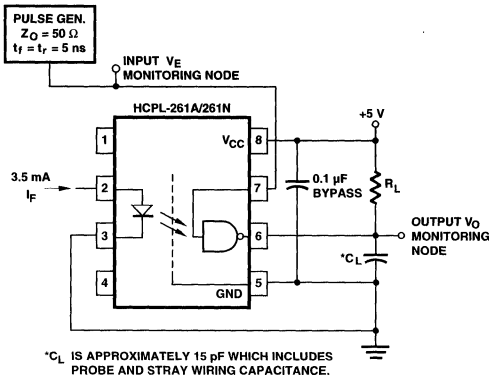 PULSE GEN.
Z_O = 50 Ω
t_f = t_r = 5 ns
INPUT V_E
MONITORING NODE
HCPL-261A/261N
+5 V
1
V_CC
8
3.5 mA
I_F
2
7
0.1 µF
BYPASS
R_L
3
6
OUTPUT V_O
MONITORING
NODE
*C_L
4
GND
5
*C_L IS APPROXIMATELY 15 pF WHICH INCLUDES
PROBE AND STRAY WIRING CAPACITANCE.